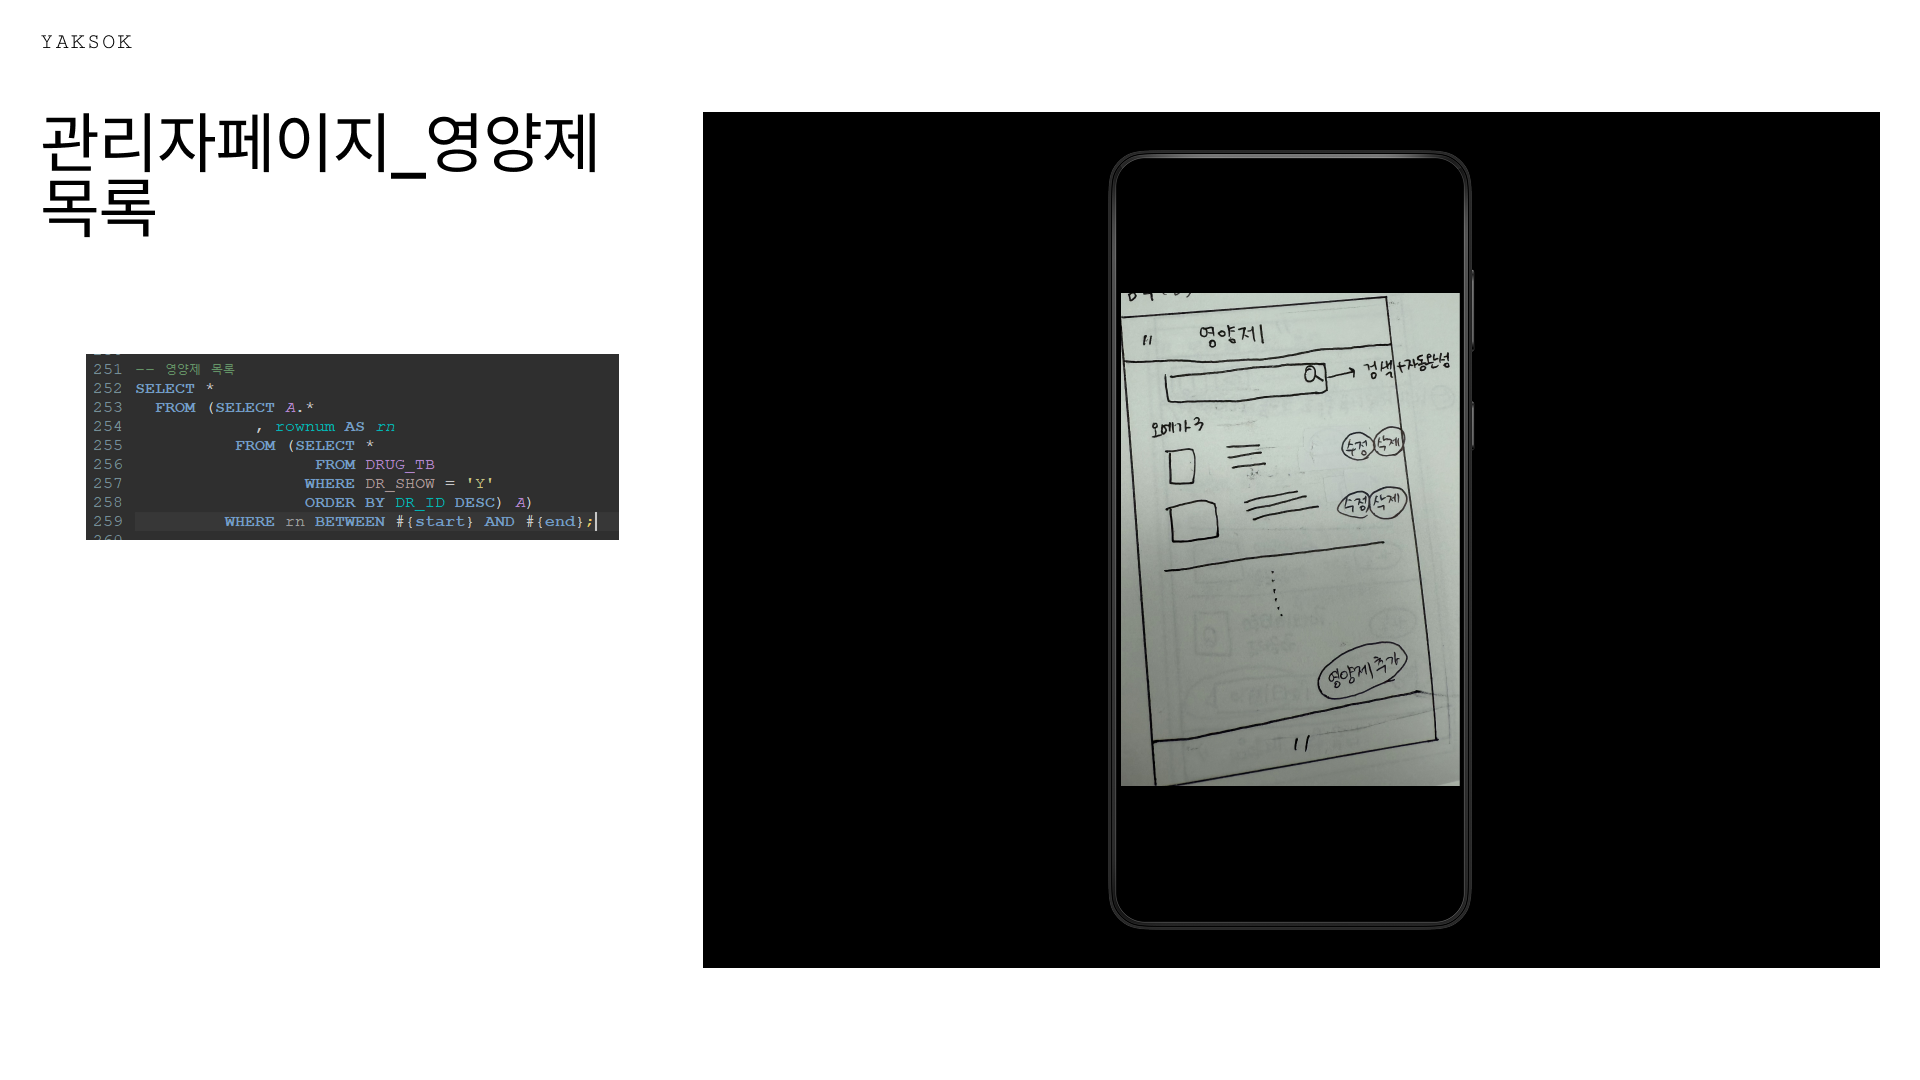 YAKSOK
관리자페이지_영양제
목록
251 -- 영양제 목록
252 SELECT *
253 FROM (SELECT A.*
254 , rownum AS rn
255 FROM (SELECT *
256 FROM DRUG_TB
257 WHERE DR_SHOW = 'Y'
258 ORDER BY DR_ID DESC) A)
259 WHERE rn BETWEEN #{start} AND #{end};
260
〃 영양제
→ 검색+자동완성
오메가3
수정 삭제
수정 삭제
영양제 추가
〃